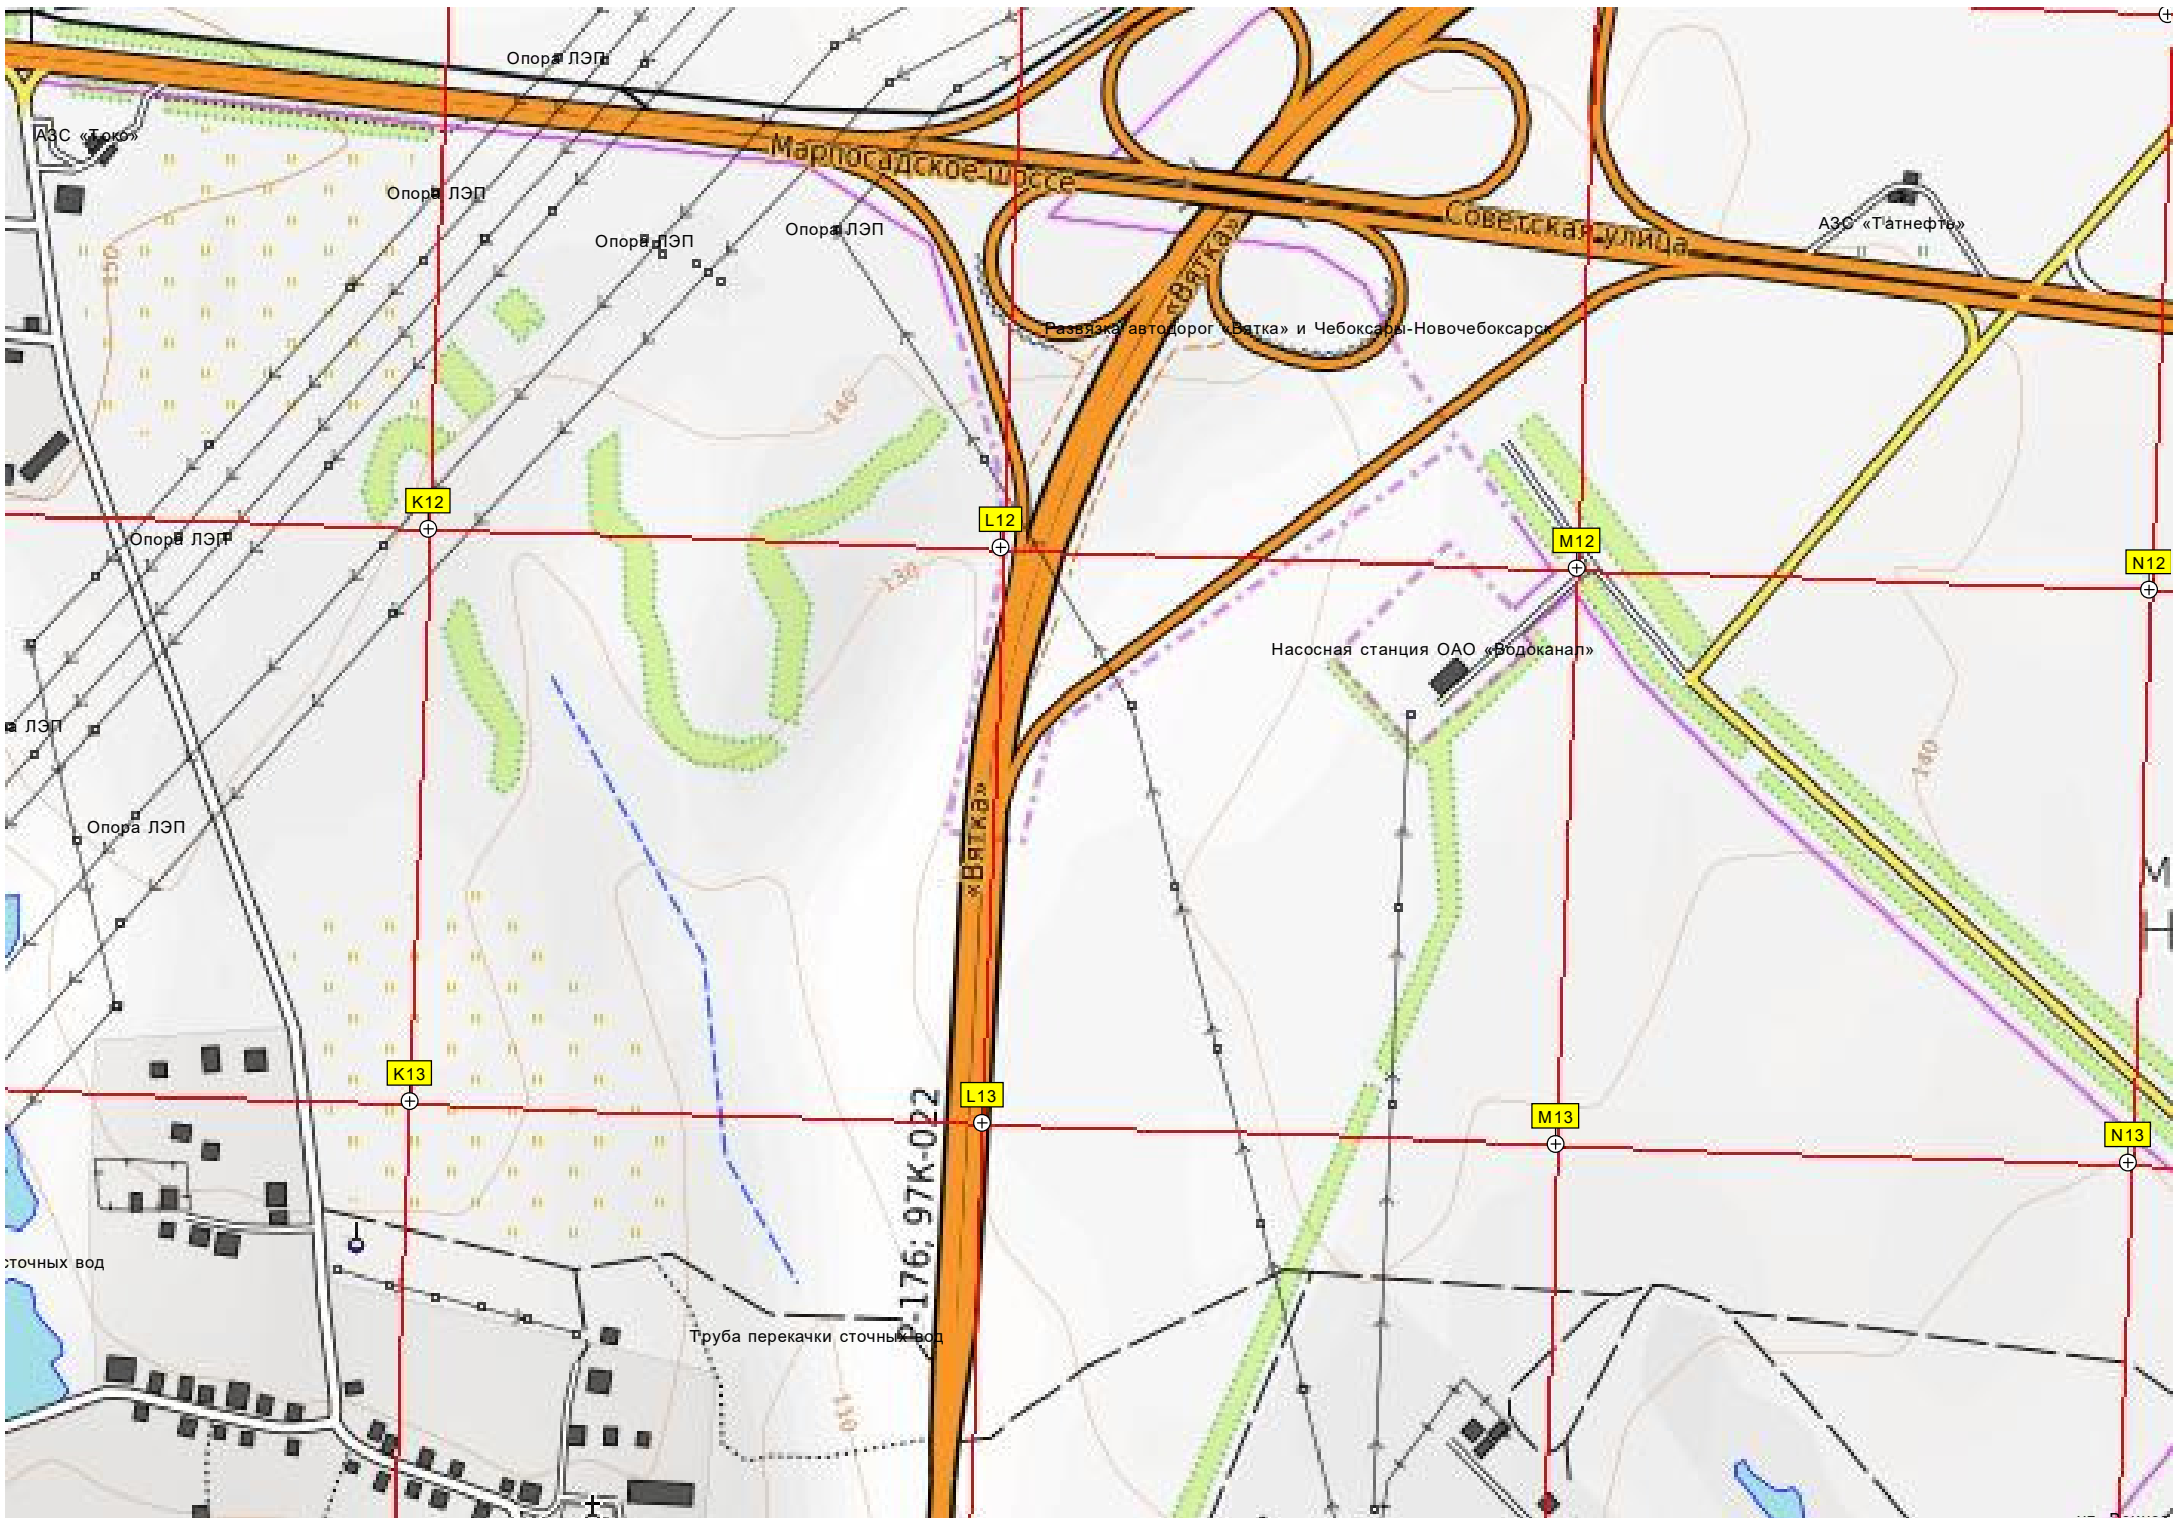 Опора ЛЭП
АЗС «Токо»
Марпосадское шоссе
Опора ЛЭП
Опора ЛЭП
Опора ЛЭП
Советская улица
АЗС «Татнефть»
150
«Вятка»
Развязка автодорог «Вятка» и Чебоксары-Новочебоксарск
140
K12
L12
M12
N12
Опора ЛЭП
130
Насосная станция ОАО «Водоканал»
а ЛЭП
140
Опора ЛЭП
«Вятка»
М
Н
K13
L13
M13
N13
Р-176; 97К-022
сточных вод
Труба перекачки сточных вод
110